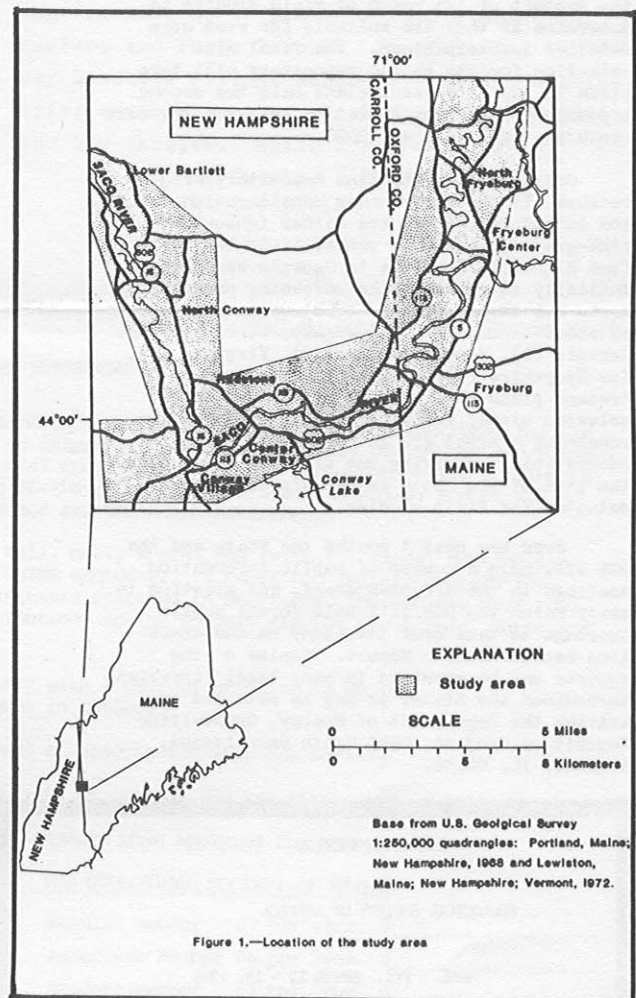 71°00'
NEW HAMPSHIRE
CARROLL CO.
OXFORD CO.
Lower Bartlett
North Fryeburg
SACO RIVER
Fryeburg Center
302
16
113
North Conway
5
302
Redstone
113
Fryeburg
44°00'
SACO RIVER
113
16
302
Center Conway
MAINE
113
Conway Village
Conway Lake
EXPLANATION
Study area
MAINE
SCALE
0 5 Miles
0 5 8 Kilometers
NEW HAMPSHIRE
Base from U.S. Geolgical Survey
1:250,000 quadrangles: Portland, Maine;
New Hampshire, 1968 and Lewiston,
Maine; New Hampshire; Vermont, 1972.
Figure 1.—Location of the study area